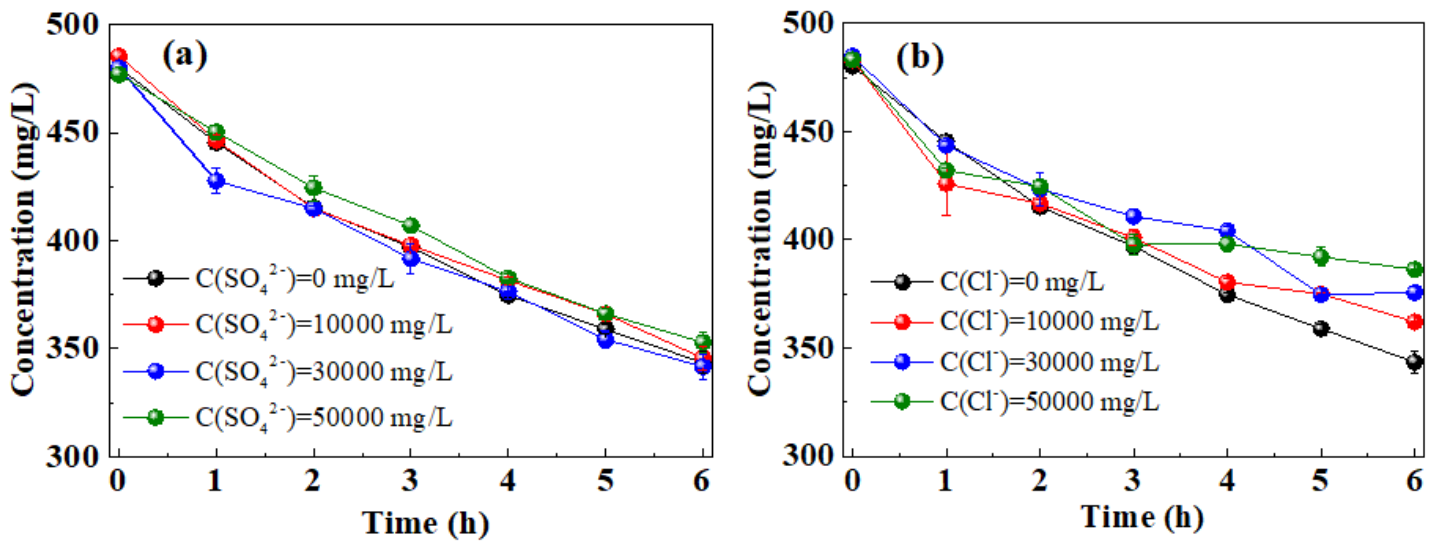 (a)
Concentration (mg/L)
500
450
400
350
300
C(SO₄²⁻)=0 mg/L
C(SO₄²⁻)=10000 mg/L
C(SO₄²⁻)=30000 mg/L
C(SO₄²⁻)=50000 mg/L
0 1 2 3 4 5 6
Time (h)
(b)
Concentration (mg/L)
500
450
400
350
300
C(Cl⁻)=0 mg/L
C(Cl⁻)=10000 mg/L
C(Cl⁻)=30000 mg/L
C(Cl⁻)=50000 mg/L
0 1 2 3 4 5 6
Time (h)